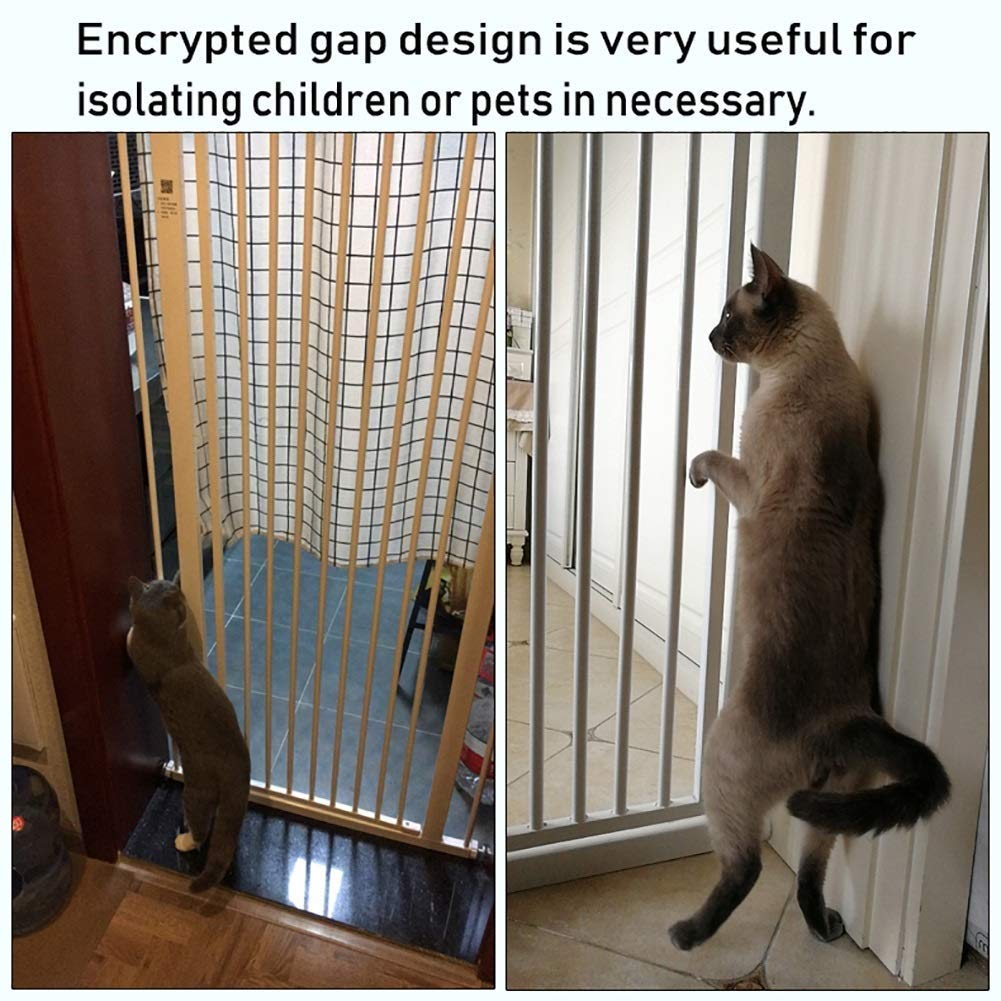 Encrypted gap design is very useful for
isolating children or pets in necessary.